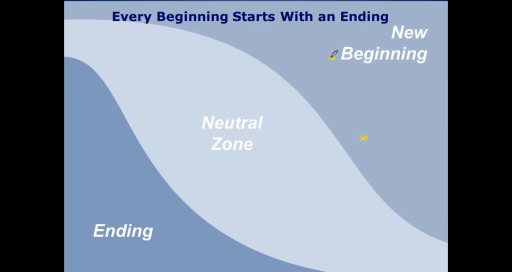 Every Beginning Starts With an Ending
New
Beginning
Neutral
Zone
Ending